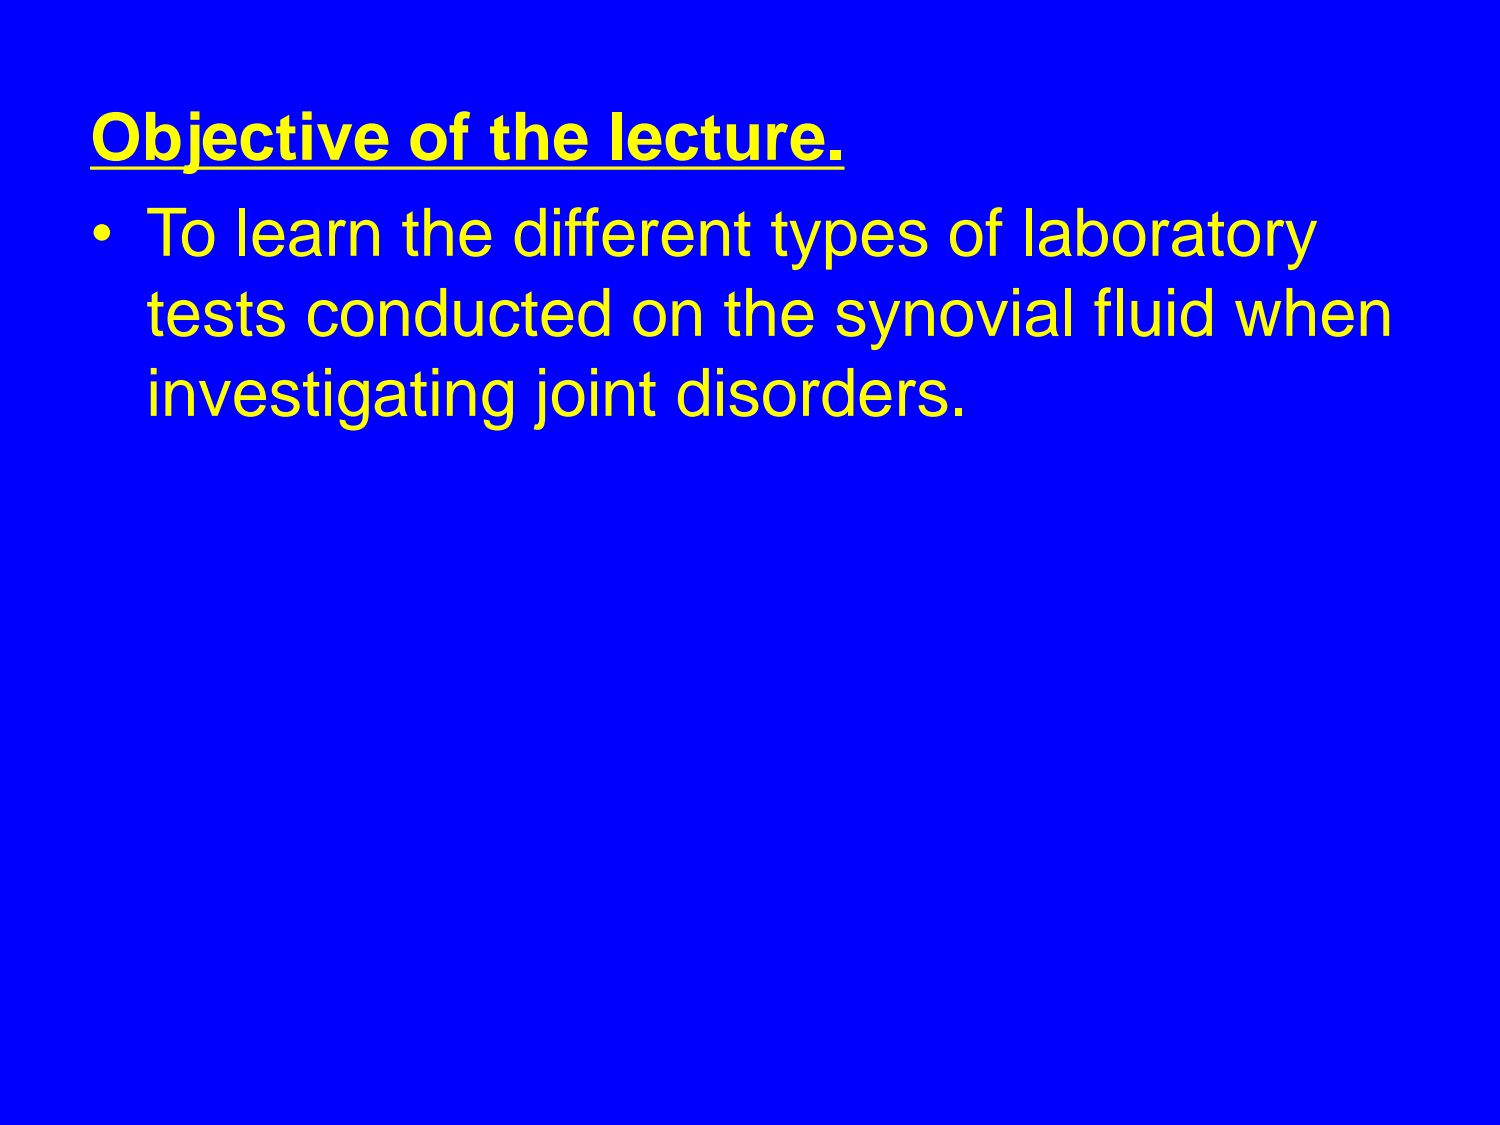 Objective of the lecture.
• To learn the different types of laboratory
tests conducted on the synovial fluid when
investigating joint disorders.